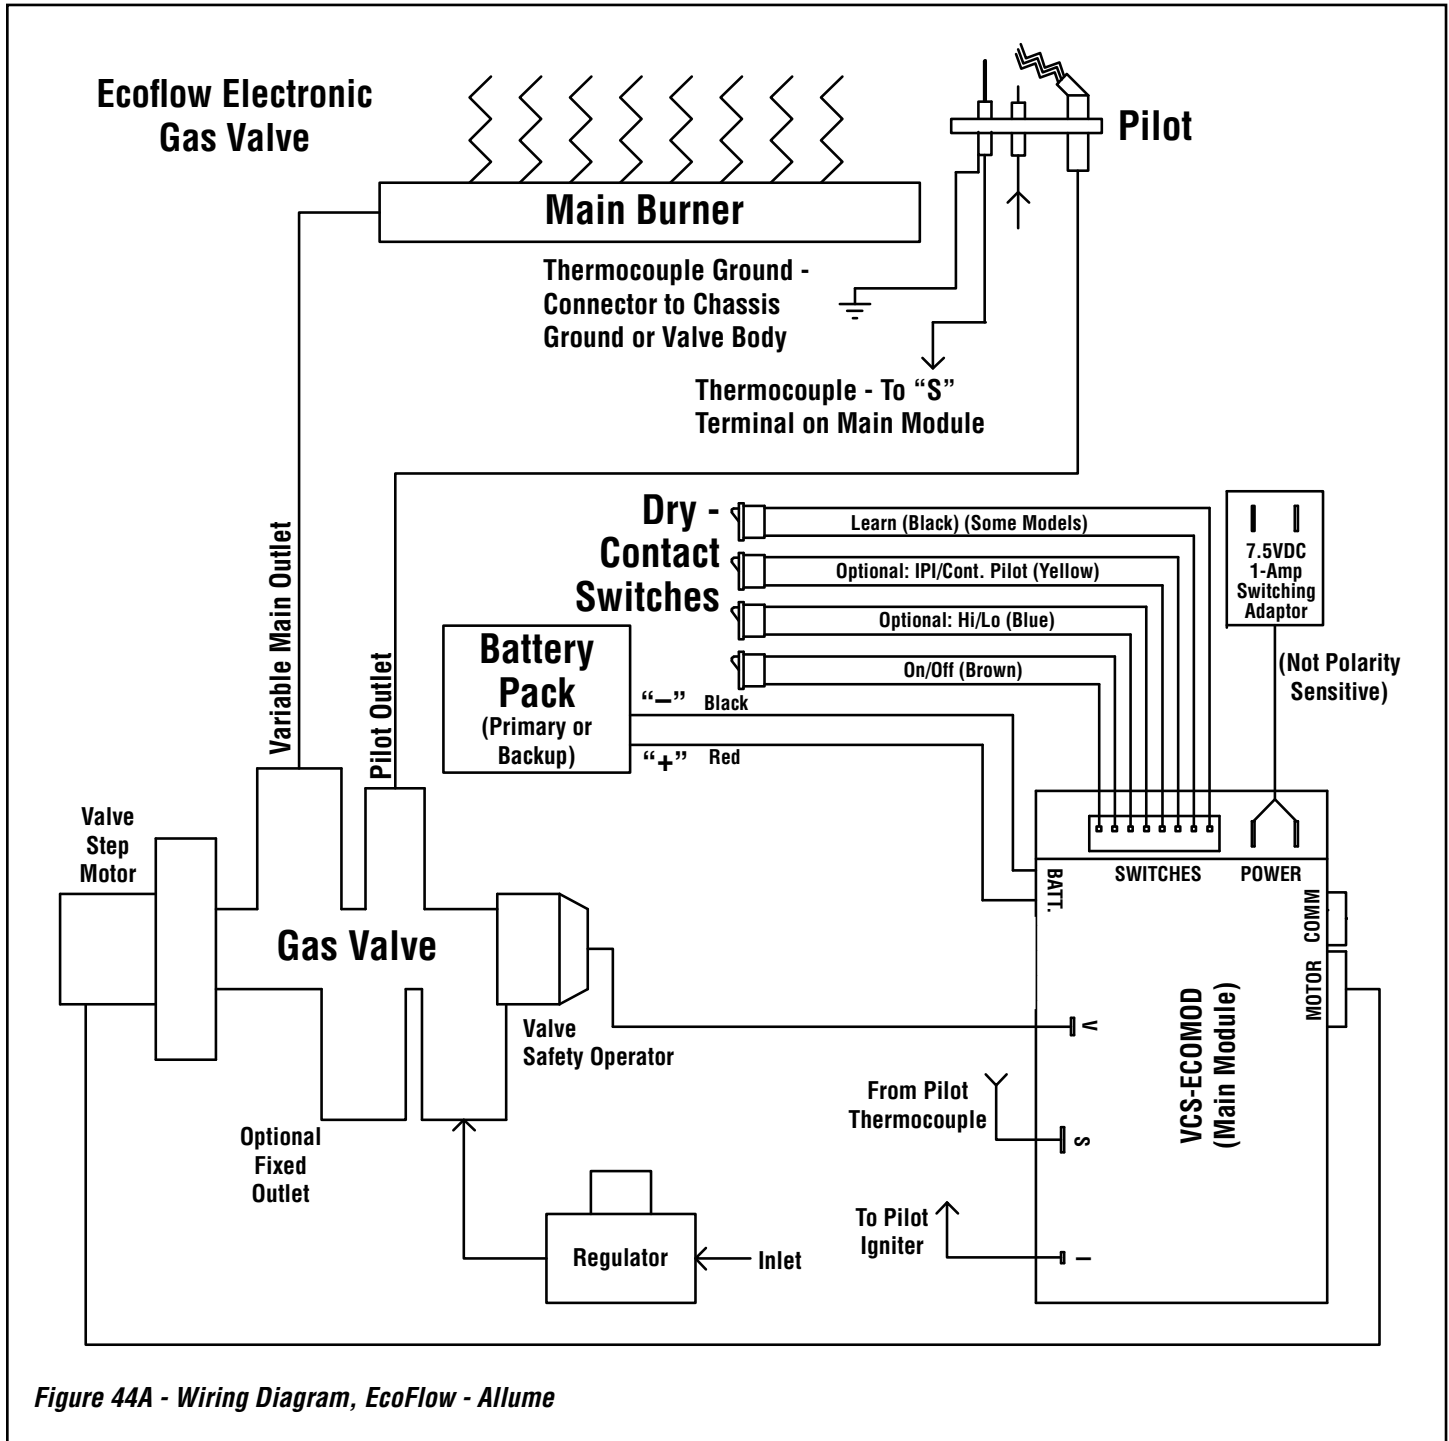 Ecoflow Electronic
Gas Valve
Pilot
Main Burner
Thermocouple Ground -
Connector to Chassis
Ground or Valve Body
Thermocouple - To “S”
Terminal on Main Module
Variable Main Outlet
Pilot Outlet
Dry -
Contact
Switches
Learn (Black) (Some Models)
Optional: IPI/Cont. Pilot (Yellow)
Optional: Hi/Lo (Blue)
On/Off (Brown)
7.5VDC
1-Amp
Switching
Adaptor
(Not Polarity
Sensitive)
Battery
Pack
(Primary or
Backup)
“–” Black
“+” Red
Valve
Step
Motor
Gas Valve
Valve
Safety Operator
Optional
Fixed
Outlet
Regulator
Inlet
SWITCHES
POWER
BATT.
COMM
MOTOR
VCS-ECOMOD
(Main Module)
V
From Pilot
Thermocouple
S
To Pilot
Igniter
I
Figure 44A - Wiring Diagram, EcoFlow - Allume